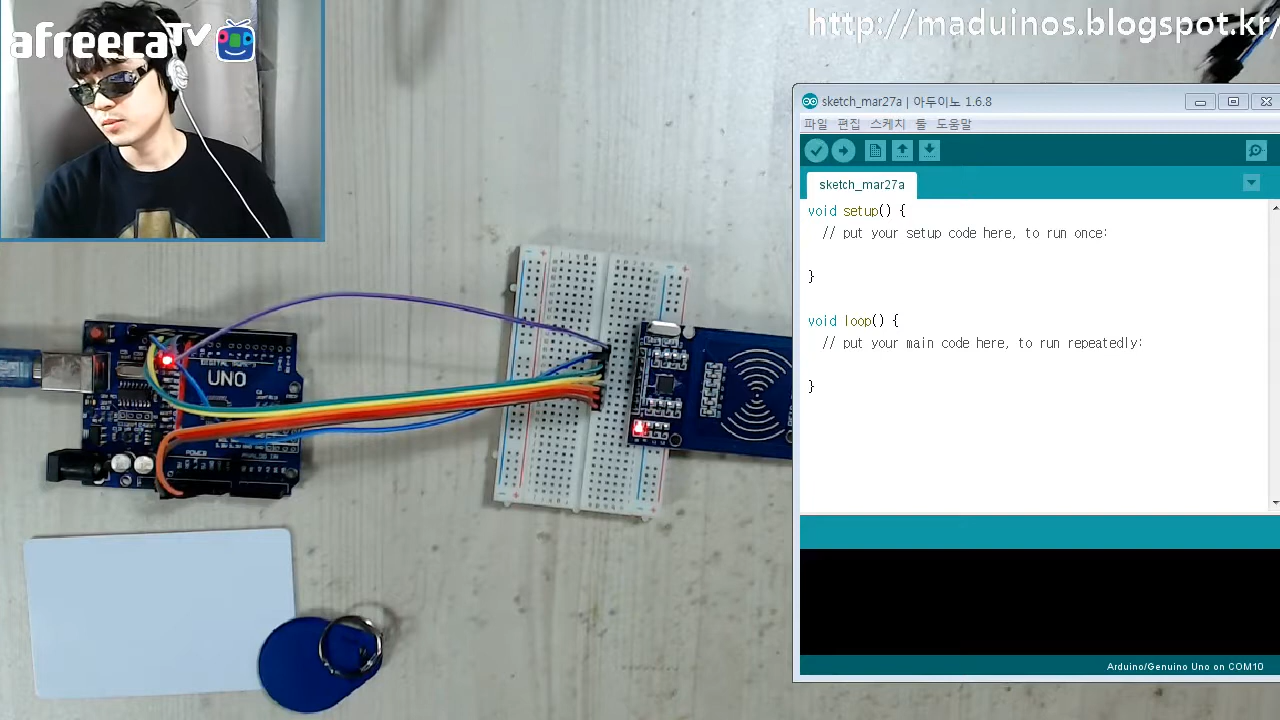 afreecaTV
http://maduinos.blogspot.kr/
sketch_mar27a | 아두이노 1.6.8
파일 편집 스케치 툴 도움말
sketch_mar27a
void setup() {
// put your setup code here, to run once:
}
void loop() {
// put your main code here, to run repeatedly:
}
UNO
POWER
Arduino/Genuino Uno on COM10